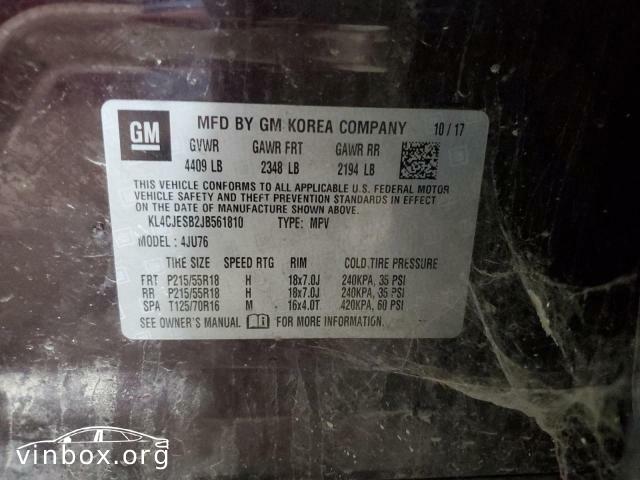 GM MFD BY GM KOREA COMPANY 10 / 17
GVWR GAWR FRT GAWR RR
4409 LB 2348 LB 2194 LB
THIS VEHICLE CONFORMS TO ALL APPLICABLE U.S. FEDERAL MOTOR
VEHICLE SAFETY AND THEFT PREVENTION STANDARDS IN EFFECT ON
THE DATE OF MANUFACTURE SHOWN ABOVE.
KL4CJESB2JB561810 TYPE: MPV
MODEL : 4JU76
TIRE SIZE SPEED RTG RIM COLD TIRE PRESSURE
FRT P215/55R18 H 18x7.0J 240KPA, 35 PSI
RR P215/55R18 H 18x7.0J 240KPA, 35 PSI
SPA T125/70R16 M 16x4.0T 420KPA, 60 PSI
SEE OWNER'S MANUAL FOR MORE INFORMATION.
vinbox.org